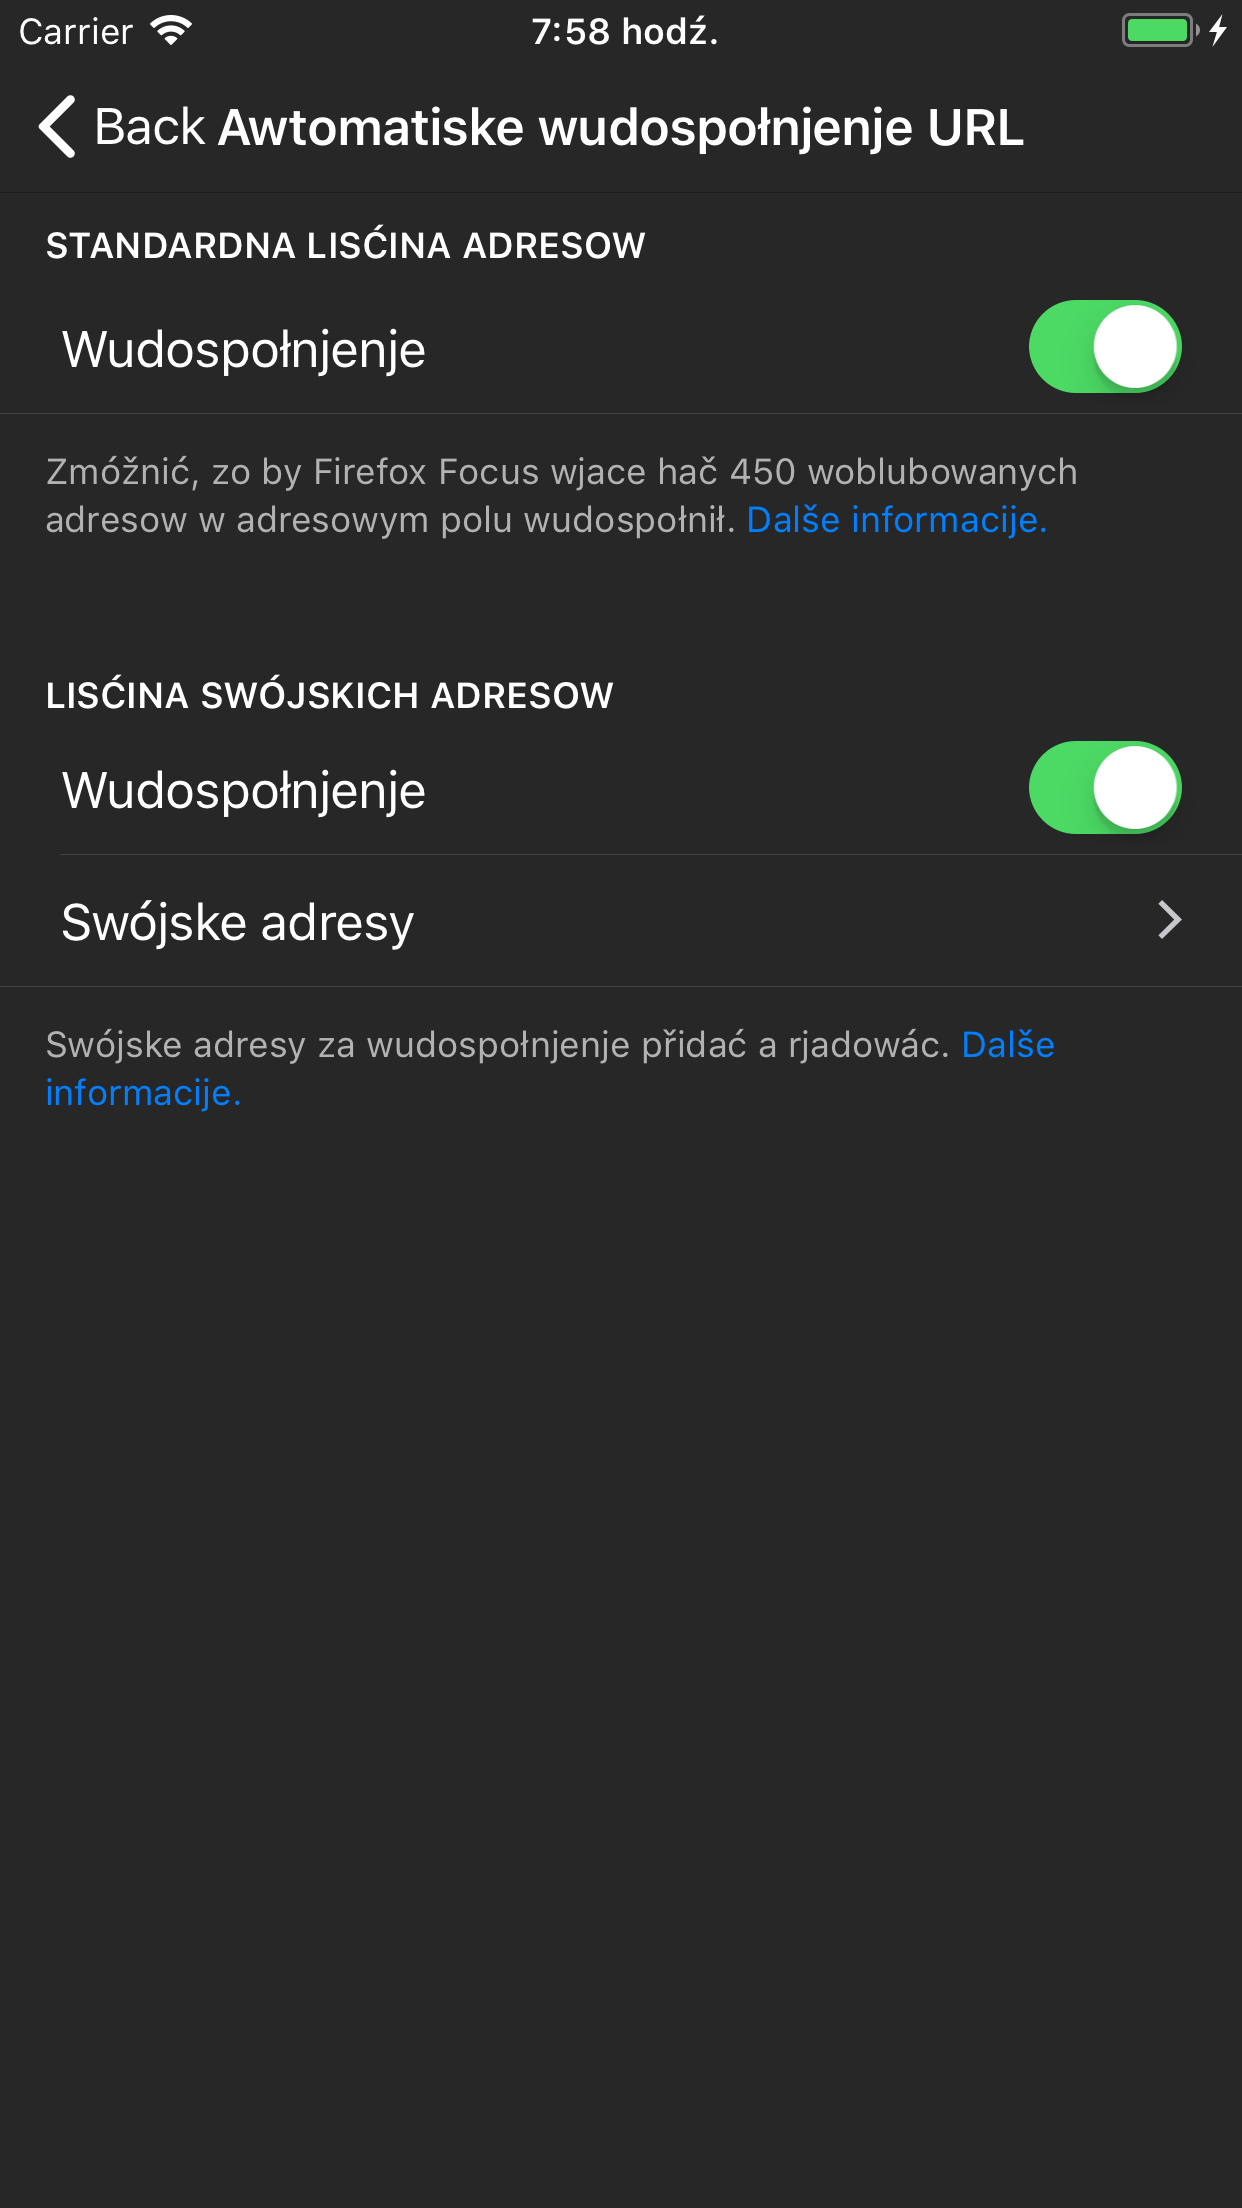 Carrier 7:58 hodź.
Back Awtomatiske wudospołnjenje URL
STANDARDNA LISĆINA ADRESOW
Wudospołnjenje
Zmóžnić, zo by Firefox Focus wjace hač 450 woblubowanych
adresow w adresowym polu wudospołnił. Dalše informacije.
LISĆINA SWÓJSKICH ADRESOW
Wudospołnjenje
Swójske adresy
Swójske adresy za wudospołnjenje přidać a rjadowác. Dalše
informacije.